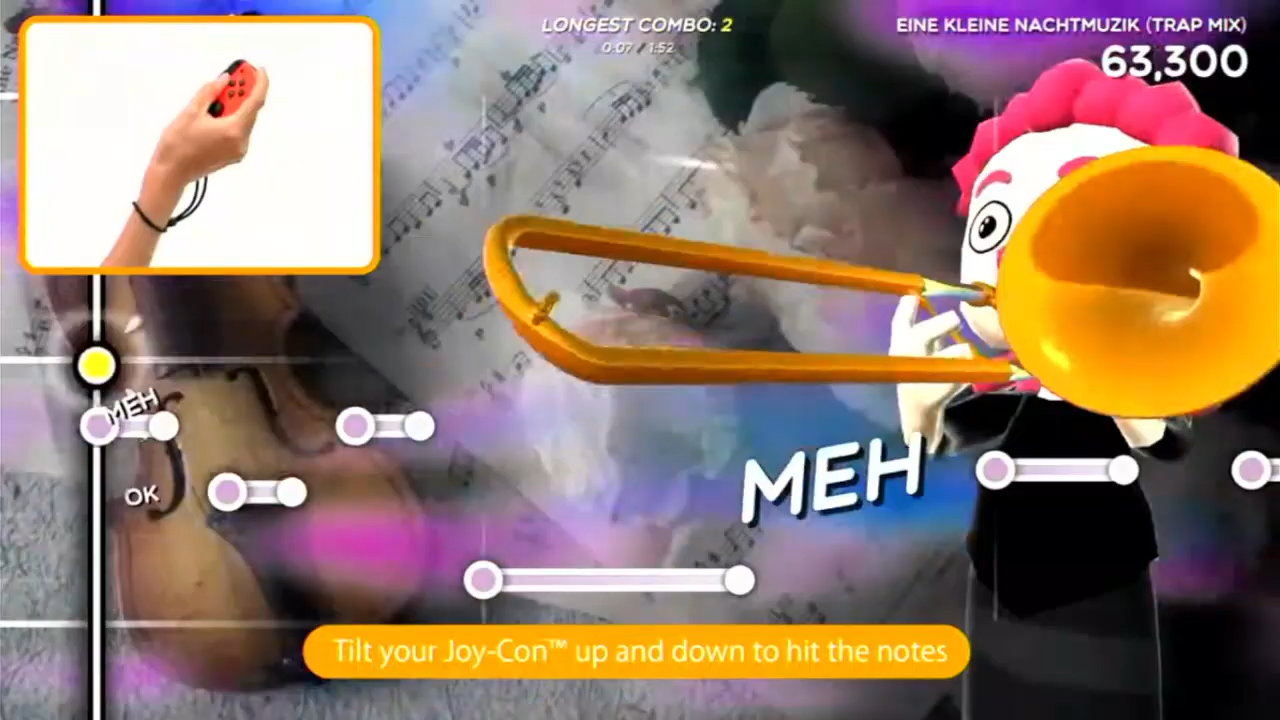 LONGEST COMBO: 2
0:07 / 1:52
EINE KLEINE NACHTMUZIK (TRAP MIX)
63,300
MEH
OK
MEH
Tilt your Joy-Con™ up and down to hit the notes